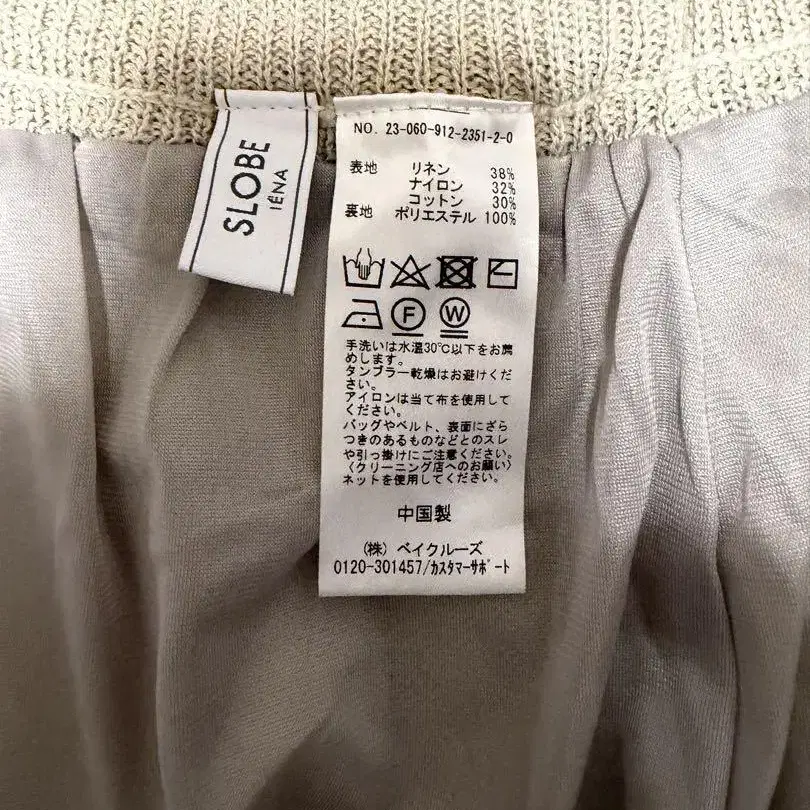 SLOBE
IÉNA
NO. 23-060-912-2351-2-0
表地 リネン 38%
ナイロン 32%
コットン 30%
裏地 ポリエステル 100%
F W
手洗いは水温30℃以下をお薦
めします。
タンブラー乾燥はお避けくだ
さい。
アイロンは当て布を使用して
ください。
バッグやベルト、表面にざら
つきのあるものなどとのスレ
や引っ掛けにご注意ください。
〈クリーニング店へのお願い〉
ネットを使用してください。
中国製
(株) ベイクルーズ
0120-301457/カスタマーサポート